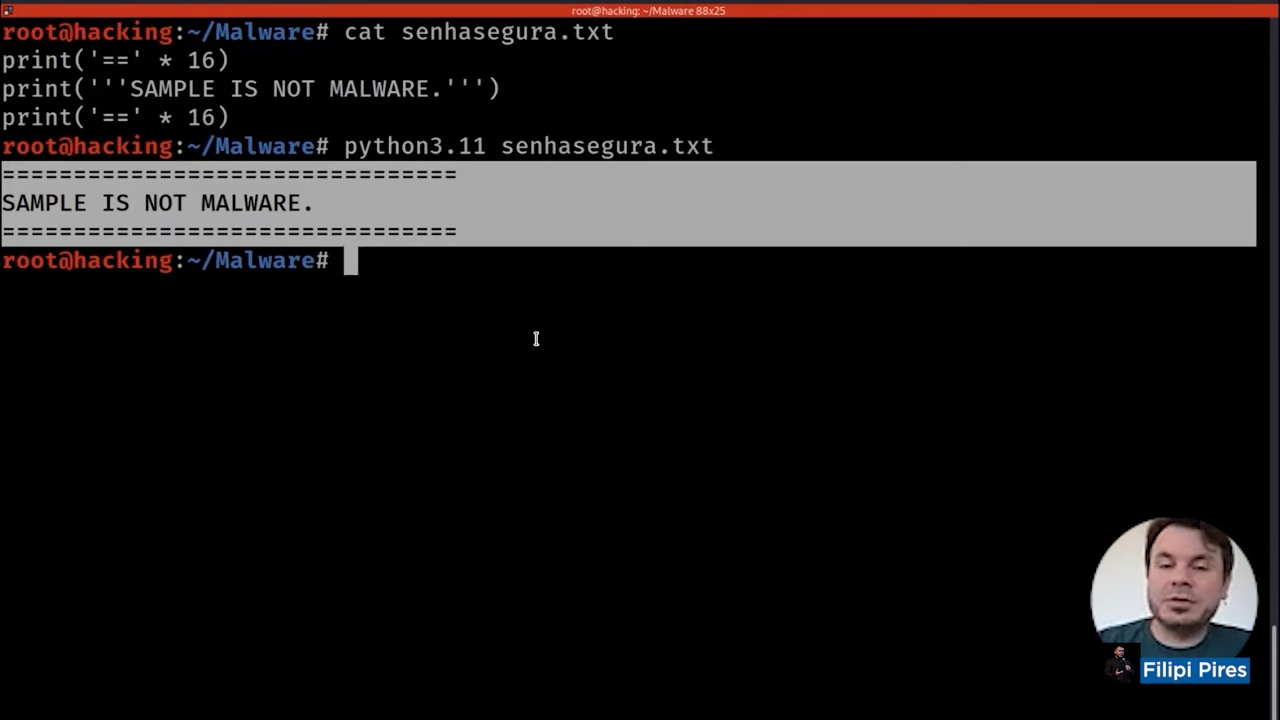 root@hacking: ~/Malware 88x25
root@hacking:~/Malware# cat senhasegura.txt
print('==' * 16)
print('''SAMPLE IS NOT MALWARE.''')
print('==' * 16)
root@hacking:~/Malware# python3.11 senhasegura.txt
================================
SAMPLE IS NOT MALWARE.
================================
root@hacking:~/Malware#
Filipi Pires